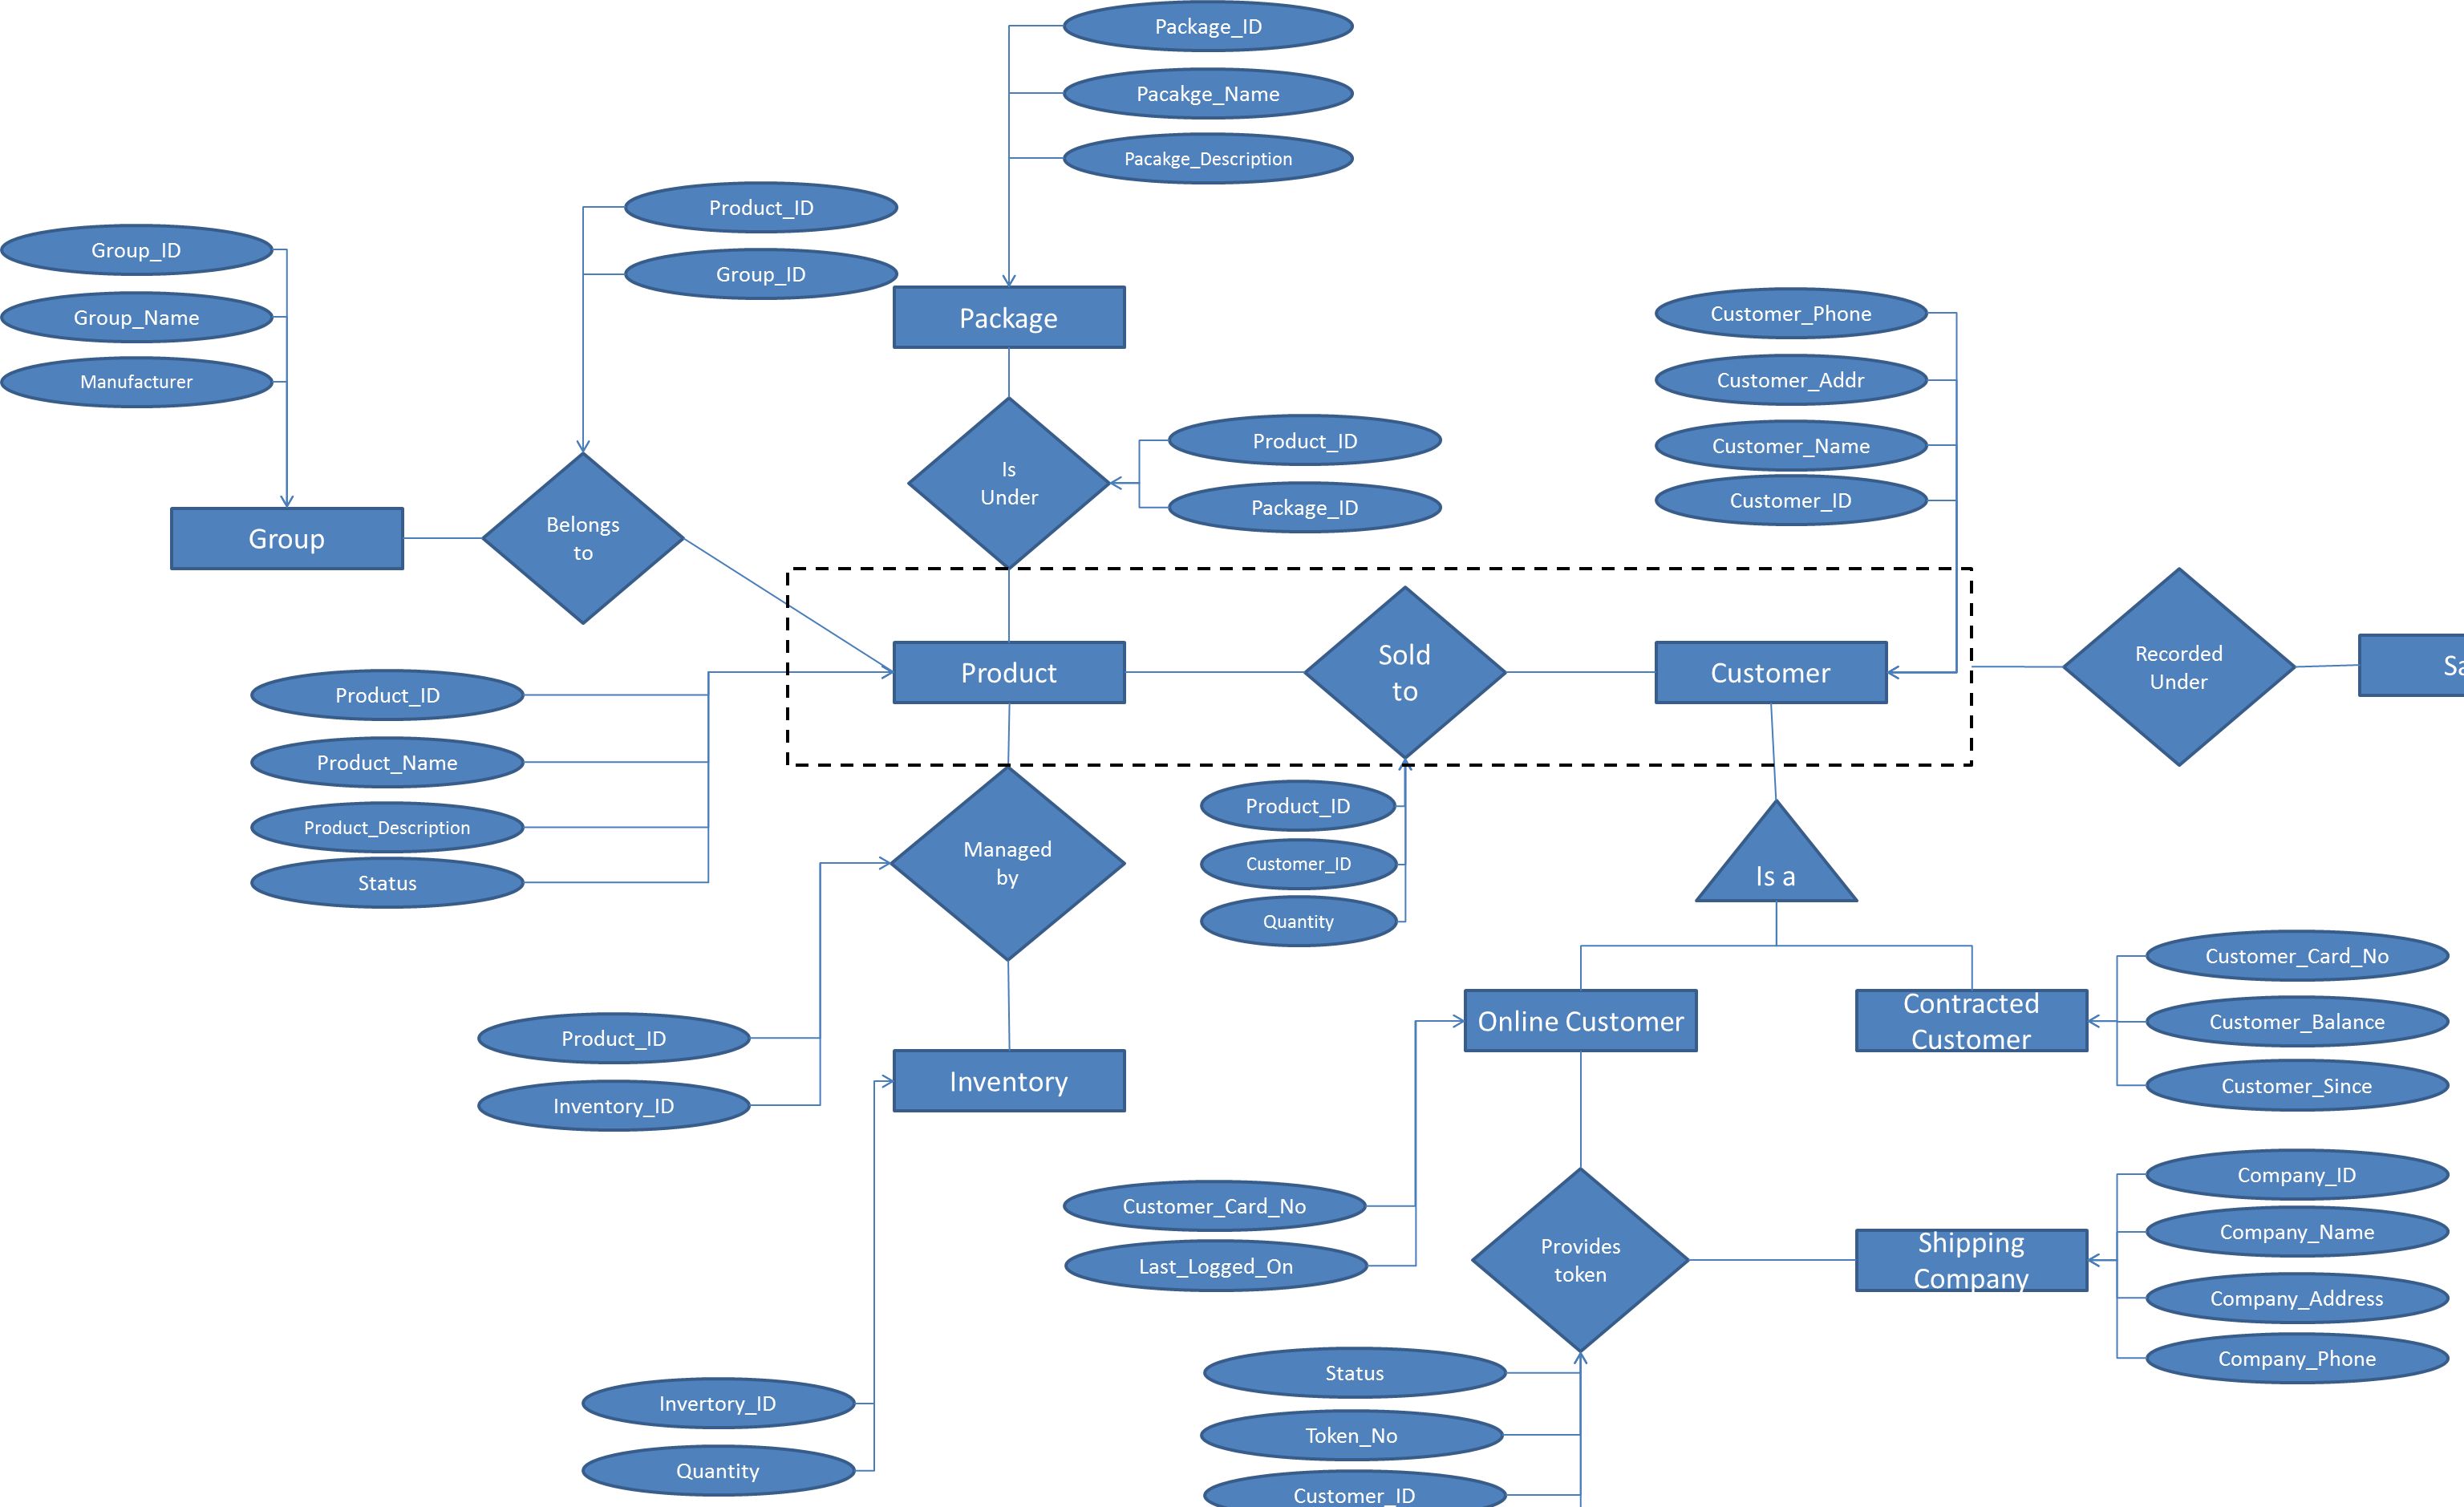 Package_ID
Pacakge_Name
Pacakge_Description
Product_ID
Group_ID
Group_ID
Group_Name
Manufacturer
Package
Customer_Phone
Customer_Addr
Customer_Name
Customer_ID
Product_ID
Package_ID
Is
Under
Group
Belongs
to
Product
Sold
to
Customer
Recorded
Under
Sa
Product_ID
Product_Name
Product_Description
Status
Managed
by
Product_ID
Customer_ID
Quantity
Is a
Customer_Card_No
Customer_Balance
Customer_Since
Online Customer
Contracted
Customer
Product_ID
Inventory_ID
Inventory
Customer_Card_No
Last_Logged_On
Provides
token
Shipping
Company
Company_ID
Company_Name
Company_Address
Company_Phone
Status
Token_No
Customer_ID
Invertory_ID
Quantity